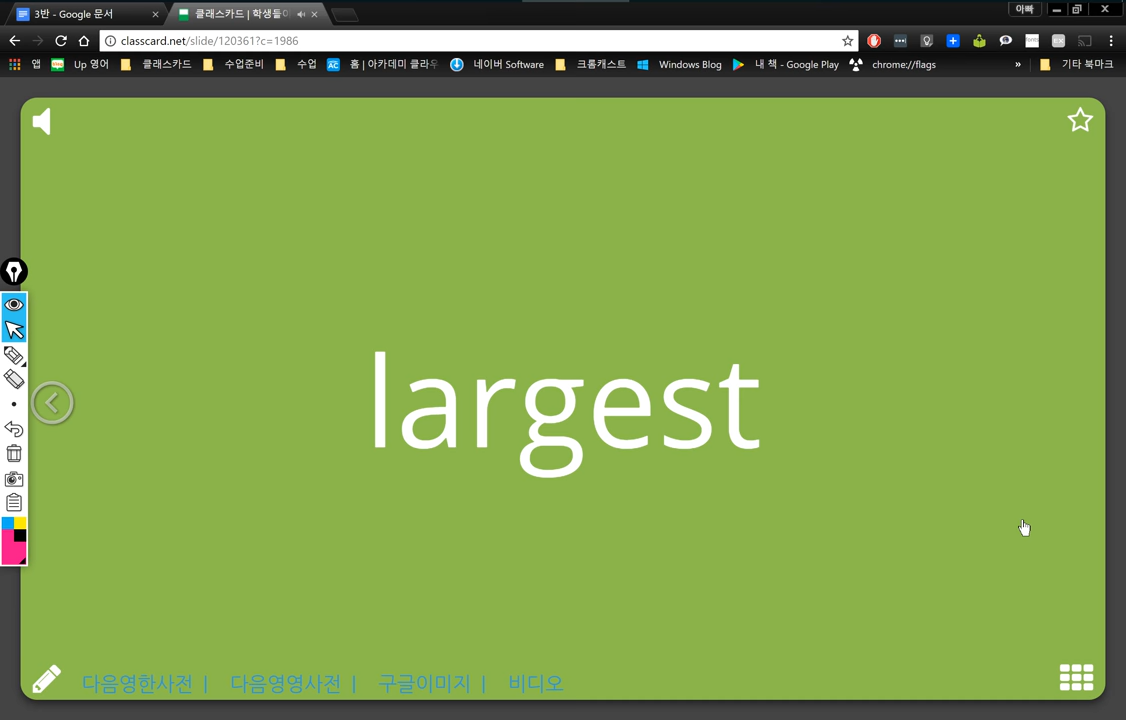 아빠
3반 - Google 문서
클래스카드 | 학생들이
classcard.net/slide/120361?c=1986
앱 Up 영어 클래스카드 수업준비 수업 홈 | 아카데미 클라우 네이버 Software 크롬캐스트 Windows Blog 내 책 - Google Play chrome://flags » 기타 북마크
largest
다음영한사전 | 다음영영사전 | 구글이미지 | 비디오